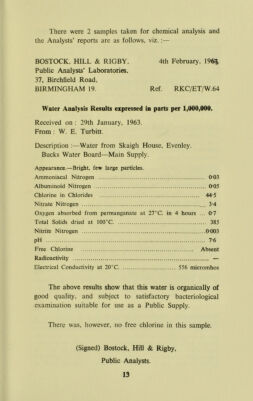 There were 2 samples taken for chemical analysis and
the Analysts' reports are as follows, viz. :—
BOSTOCK, HILL & RIGBY, 4th February, 1963.
Public Analysts' Laboratories,
37, Birchfield Road,
BIRMINGHAM 19. Ref. RKC/ET/W.64
Water Analysis Results expressed in parts per 1,000,000.
Received on : 29th January, 1963.
From : W. E. Turbitt.
Description :—Water from Skaigh House, Evenley.
Bucks Water Board—Main Supply.
Appearance.—Bright, few large particles.
Ammoniacal Nitrogen ... 0·03
Albuminoid Nitrogen ... 0·05
Chlorine in Chlorides ... 44·5
Nitrate Nitrogen ... 3·4
Oxygen absorbed from permanganate at 27°C. in 4 hours ... 0·7
Total Solids dried at 100°C. ... 385
Nitrite Nitrogen ... 0·003
pH ... 7·6
Free Chlorine ... Absent
Radioactivity ... —
Electrical Conductivity at 20°C. ... 556 micromhos
The above results show that this water is organically of
good quality, and subject to satisfactory bacteriological
examination suitable for use as a Public Supply.
There was, however, no free chlorine in this sample.
(Signed) Bostock, Hill & Rigby,
Public Analysts.
13